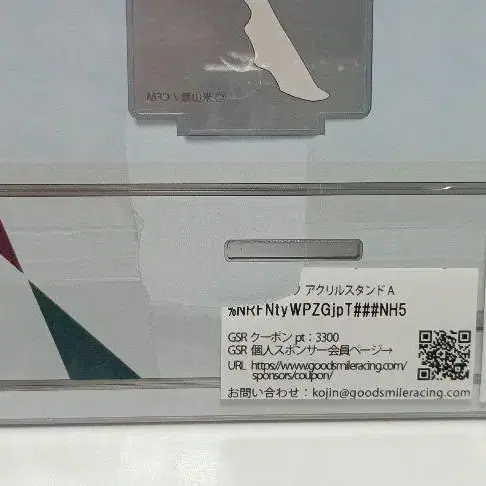 アクリルスタンド A
%NRFNtyWPZGjpT###NH5
GSR クーポン pt：3300
GSR 個人スポンサー会員ページ→
URL https://www.goodsmileracing.com/
sponsors/coupon/
お問い合わせ：kojin@goodsmileracing.com